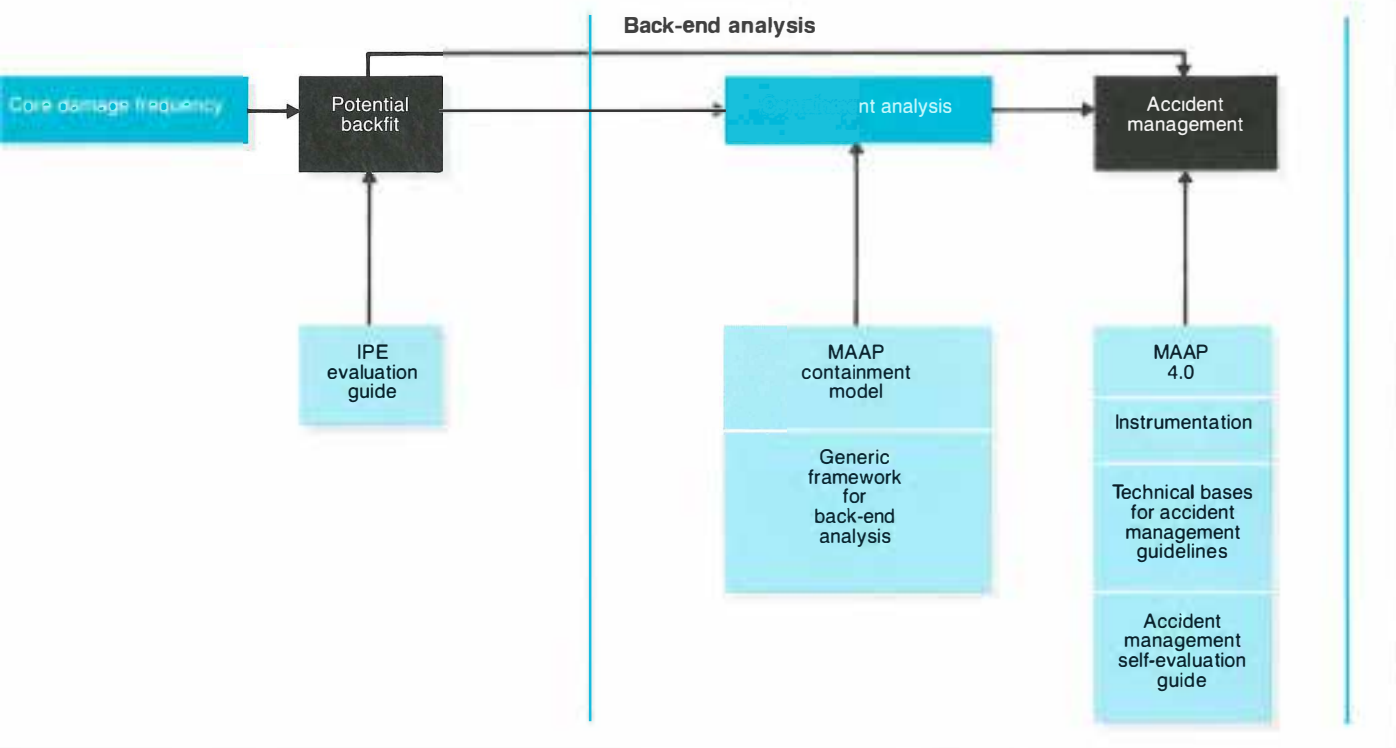 Back-end analysis
Core damage frequency
Potential
backfit
nt analysis
Accident
management
IPE
evaluation
guide
MAAP
containment
model
Generic
framework
for
back-end
analysis
MAAP
4.0
Instrumentation
Technical bases
for accident
management
guidelines
Accident
management
self-evaluation
guide